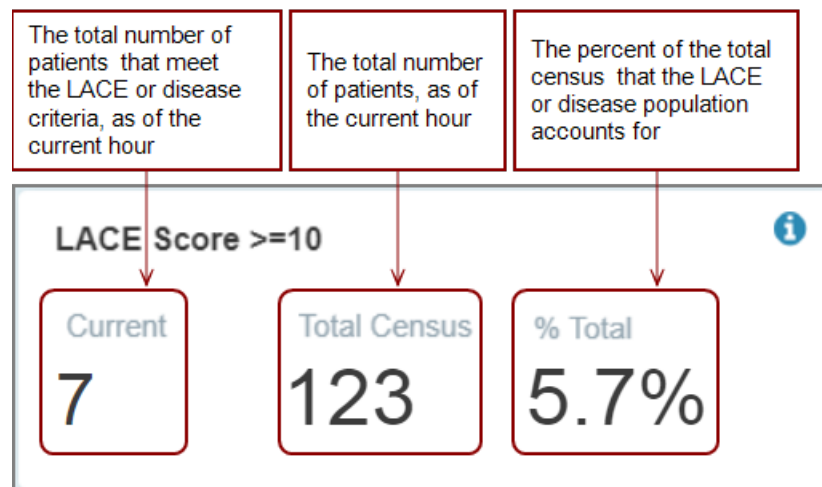 The total number of
patients that meet
the LACE or disease
criteria, as of the
current hour
The total number
of patients, as of
the current hour
The percent of the total
census that the LACE
or disease population
accounts for
LACE Score >=10
i
Current
7
Total Census
123
% Total
5.7%